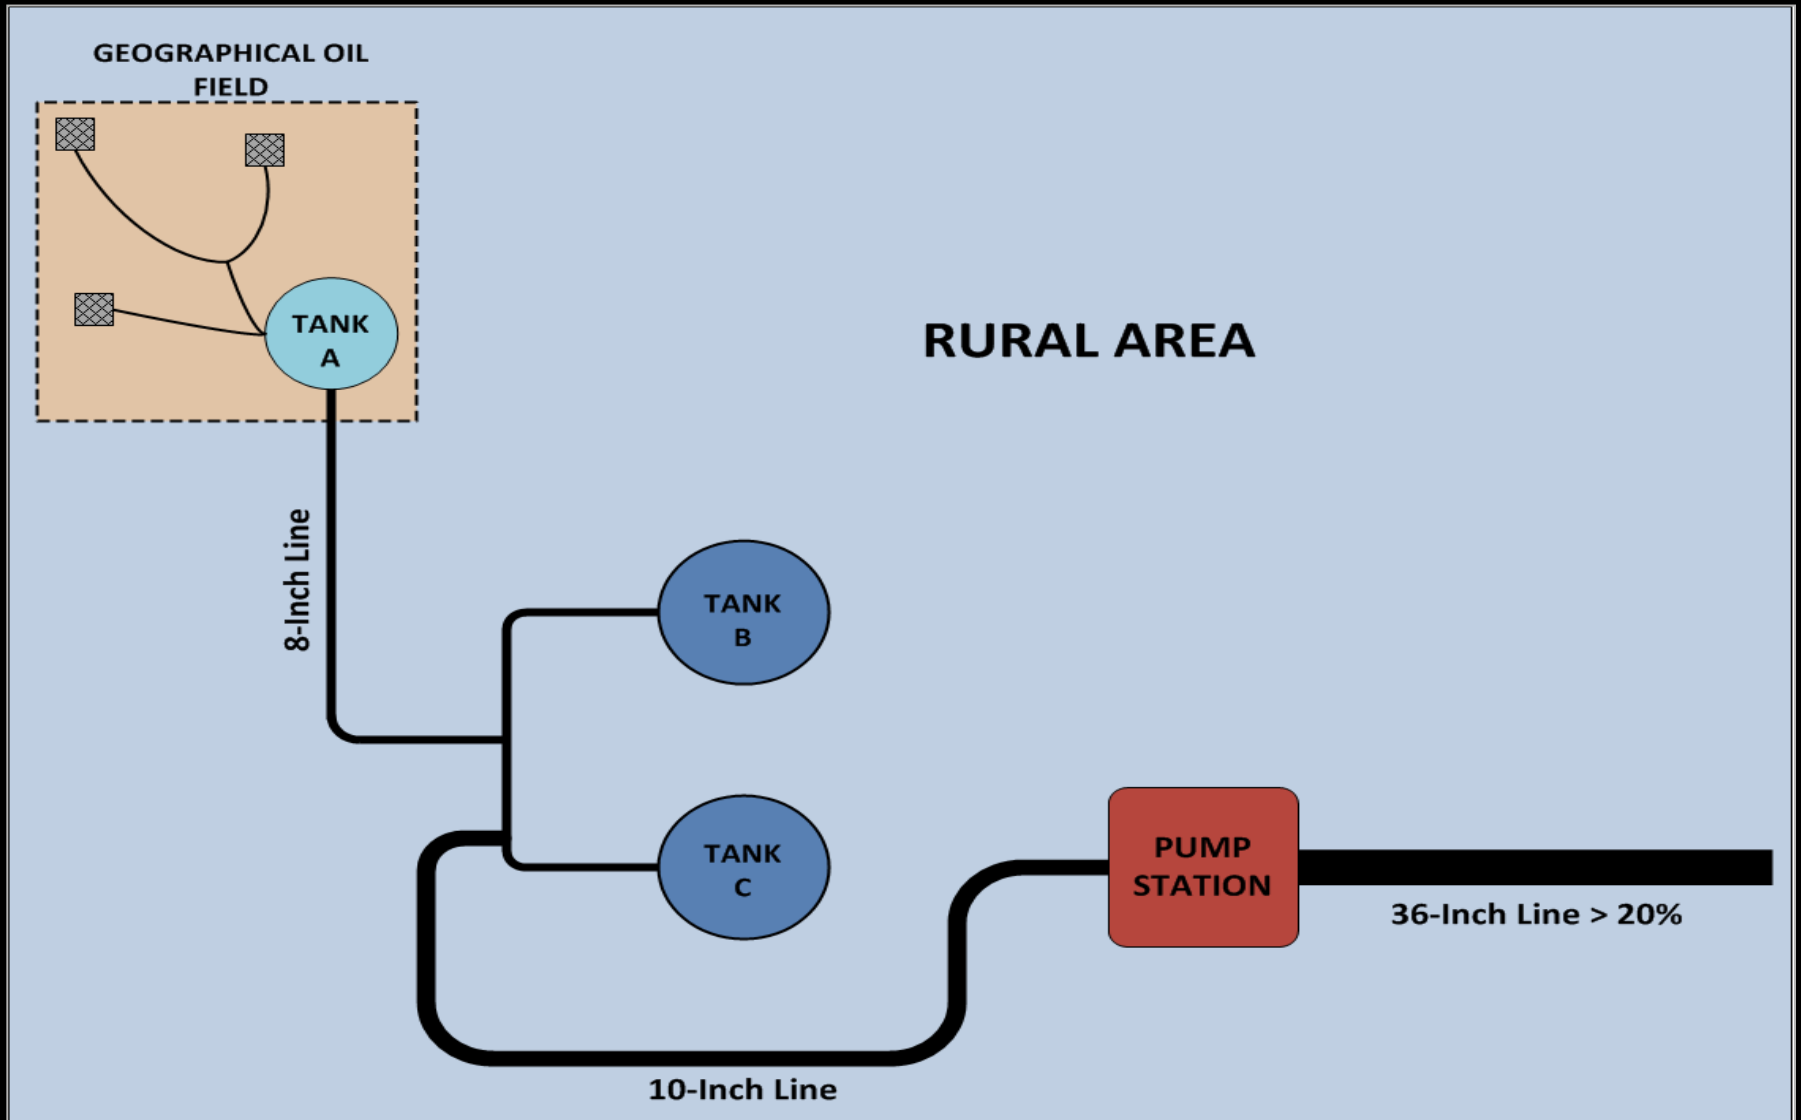 GEOGRAPHICAL OIL
FIELD
TANK
A
RURAL AREA
8-Inch Line
TANK
B
TANK
C
PUMP
STATION
36-Inch Line > 20%
10-Inch Line